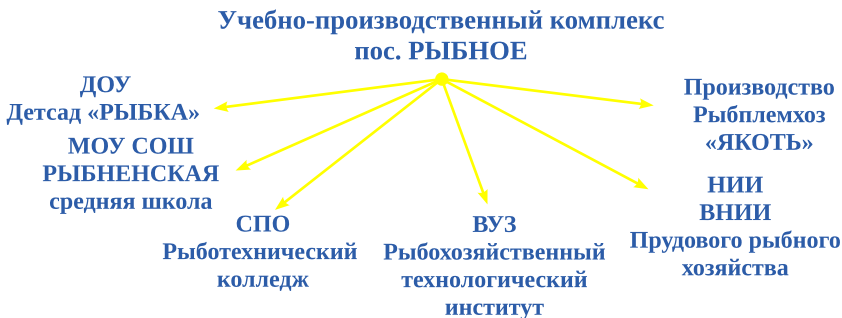 Учебно-производственный комплекс
пос. РЫБНОЕ
ДОУ
Детсад «РЫБКА»
МОУ СОШ
РЫБНЕНСКАЯ
средняя школа
СПО
Рыботехнический
колледж
ВУЗ
Рыбохозяйственный
технологический
институт
Производство
Рыбплемхоз
«ЯКОТЬ»
НИИ
ВНИИ
Прудового рыбного
хозяйства